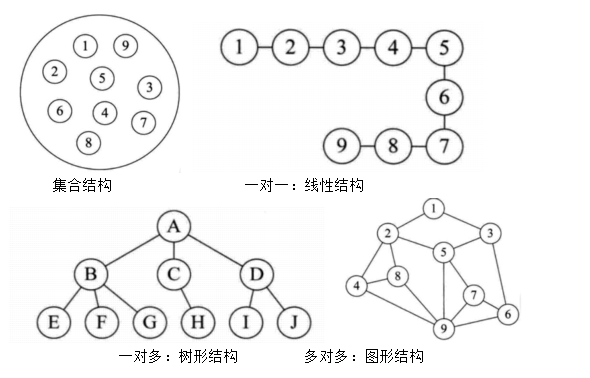 1 9
2 5 3
6 4 7
8
1 2 3 4 5
6
9 8 7
集合结构
一对一：线性结构
A
B C D
E F G H I J
一对多：树形结构
1
2 3
5
4 8
7
6
9
多对多：图形结构